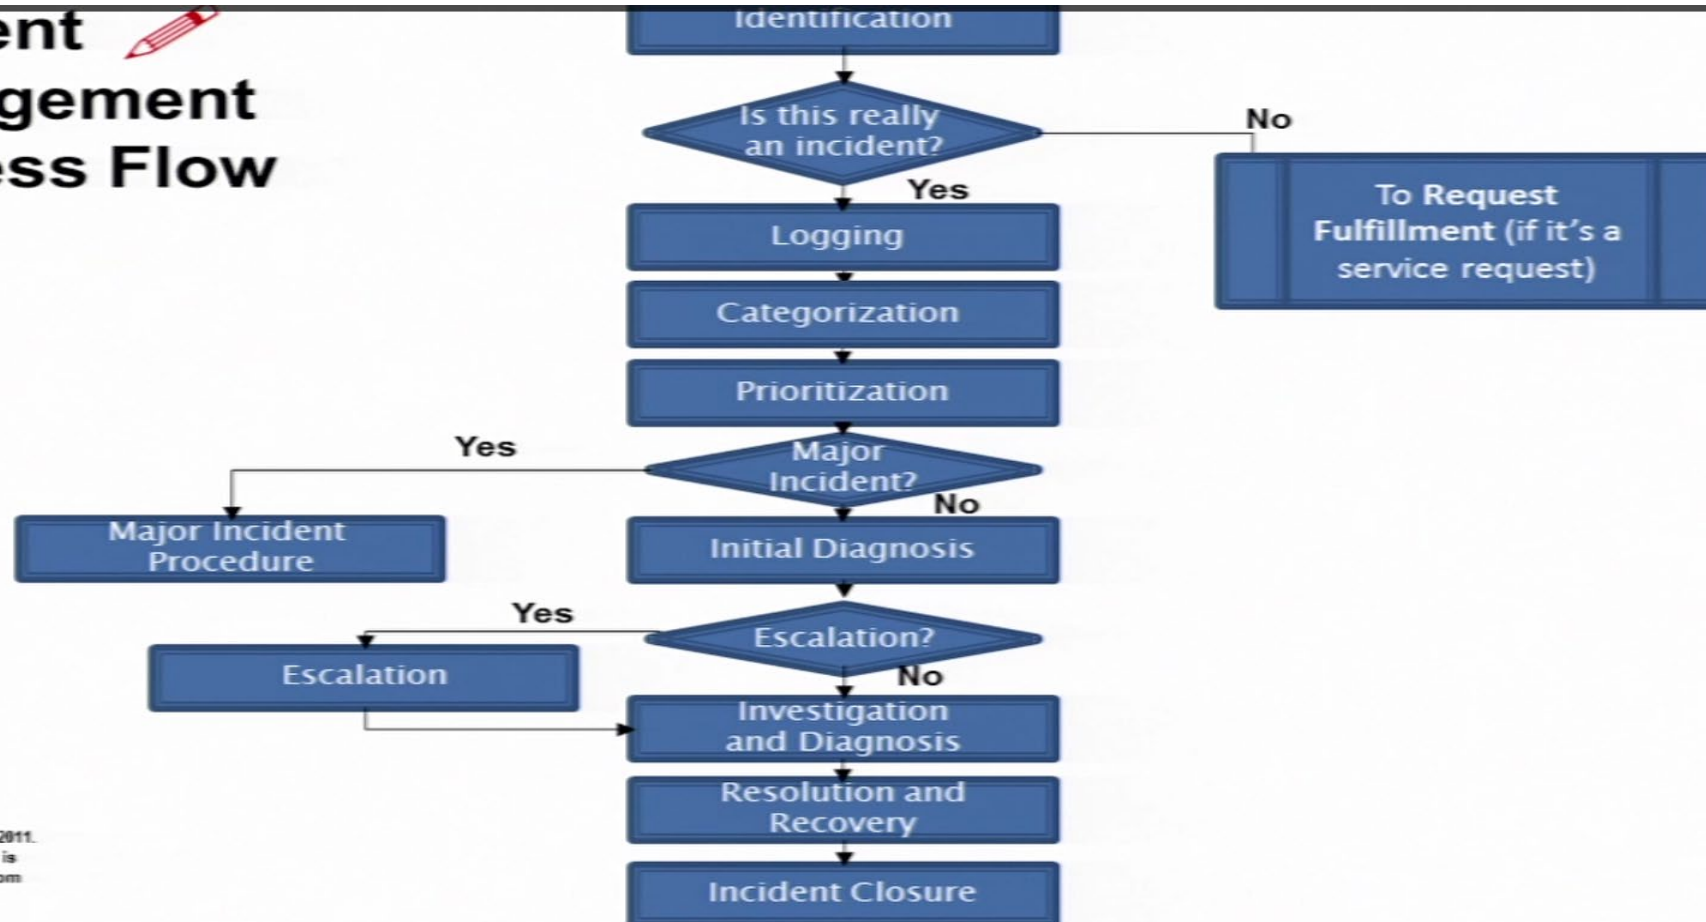 ent
gement
ess Flow
Identification
Is this really
an incident?
No
Yes
To Request
Fulfillment (if it's a
service request)
Logging
Categorization
Prioritization
Major
Incident?
Yes
No
Major Incident
Procedure
Initial Diagnosis
Escalation?
Yes
No
Escalation
Investigation
and Diagnosis
Resolution and
Recovery
Incident Closure
2011.
is
om